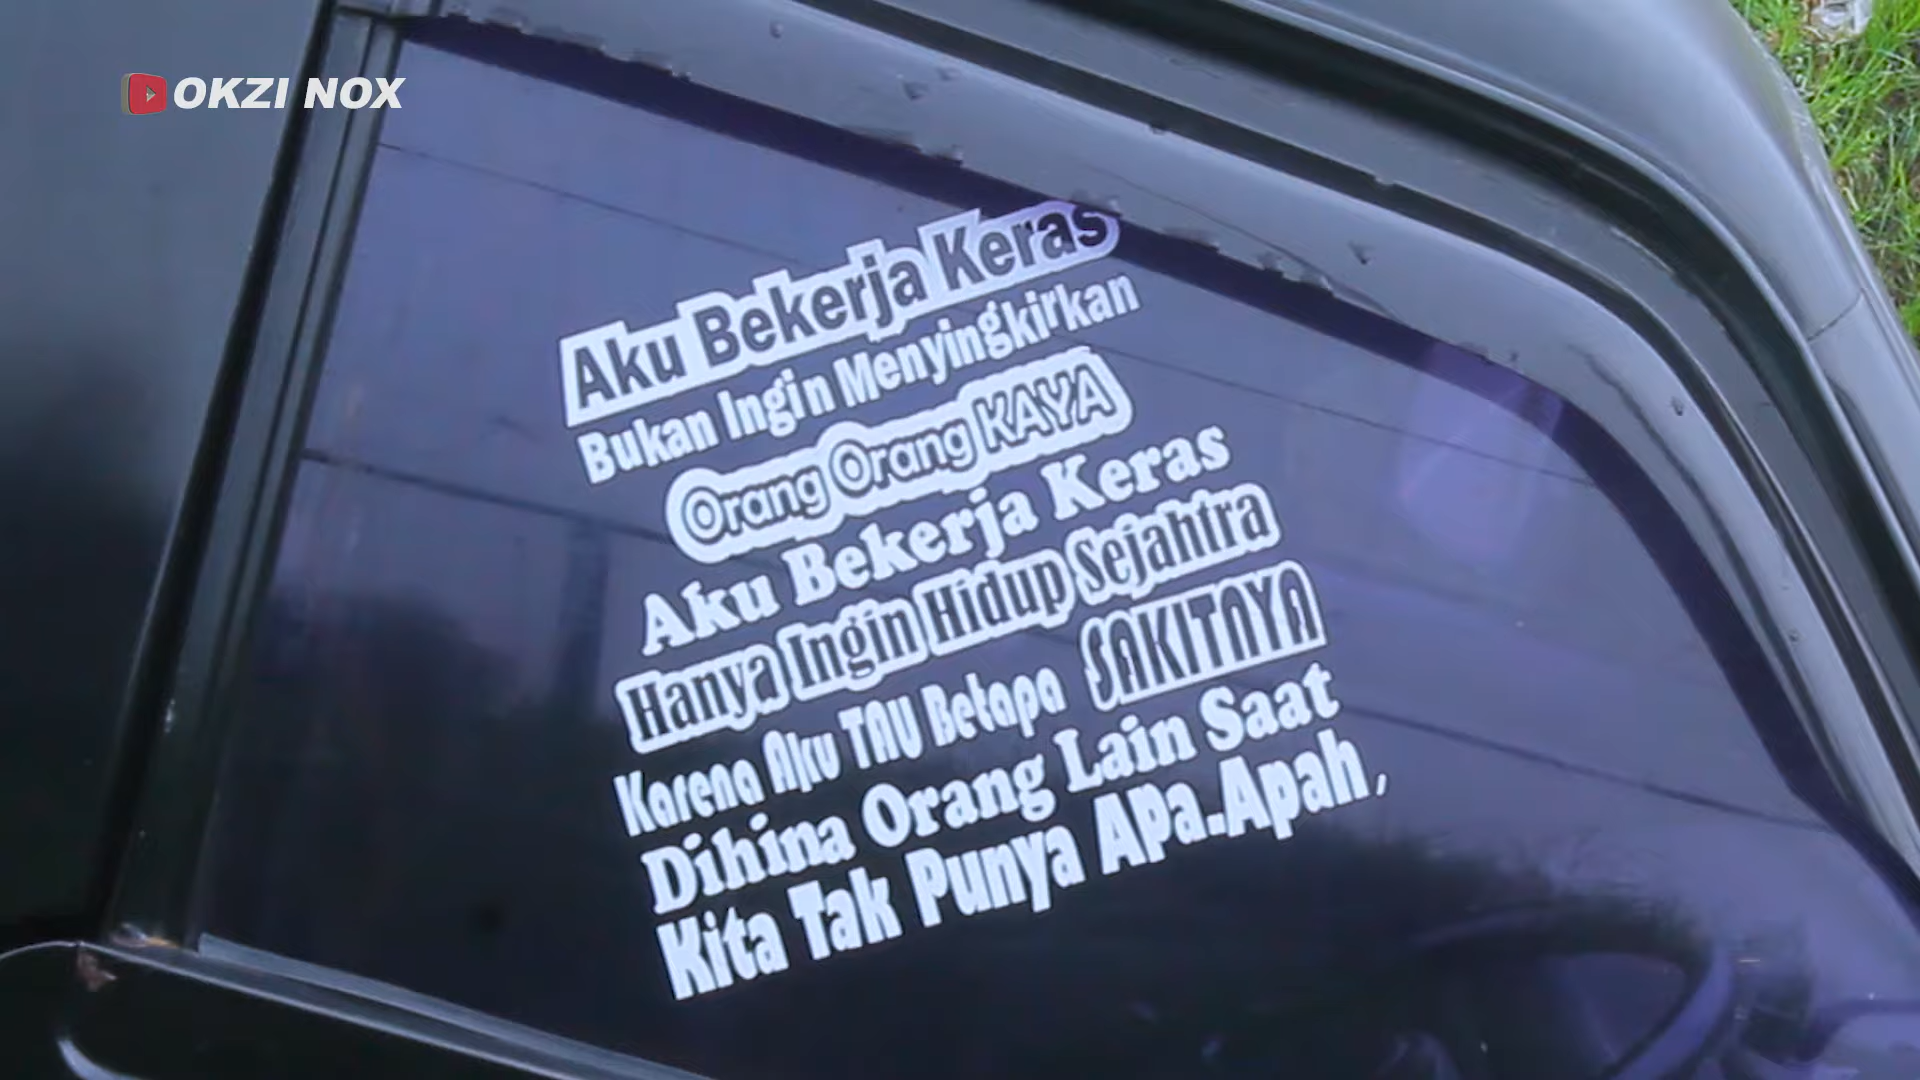 OKZI NOX
Aku Bekerja Keras
Bukan Ingin Menyingkirkan
Orang Orang KAYA
Aku Bekerja Keras
Hanya Ingin Hidup Sejahtra
Karena Aku TAU Betapa SAKITNYA
Dihina Orang Lain Saat
Kita Tak Punya Apa.Apah,